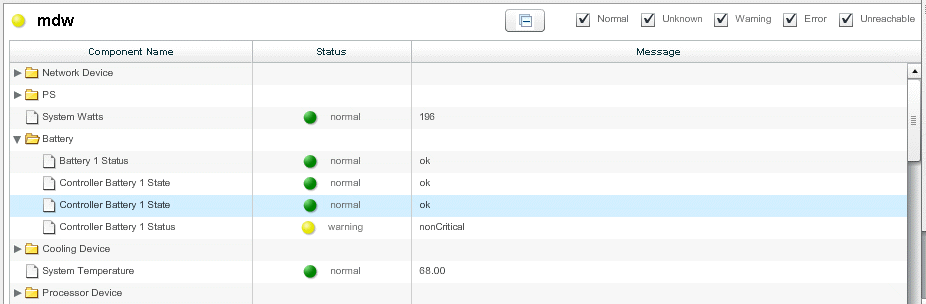 mdw
Normal Unknown Warning Error Unreachable
Component Name Status Message
Network Device
PS
System Watts normal 196
Battery
Battery 1 Status normal ok
Controller Battery 1 State normal ok
Controller Battery 1 State normal ok
Controller Battery 1 Status warning nonCritical
Cooling Device
System Temperature normal 68.00
Processor Device